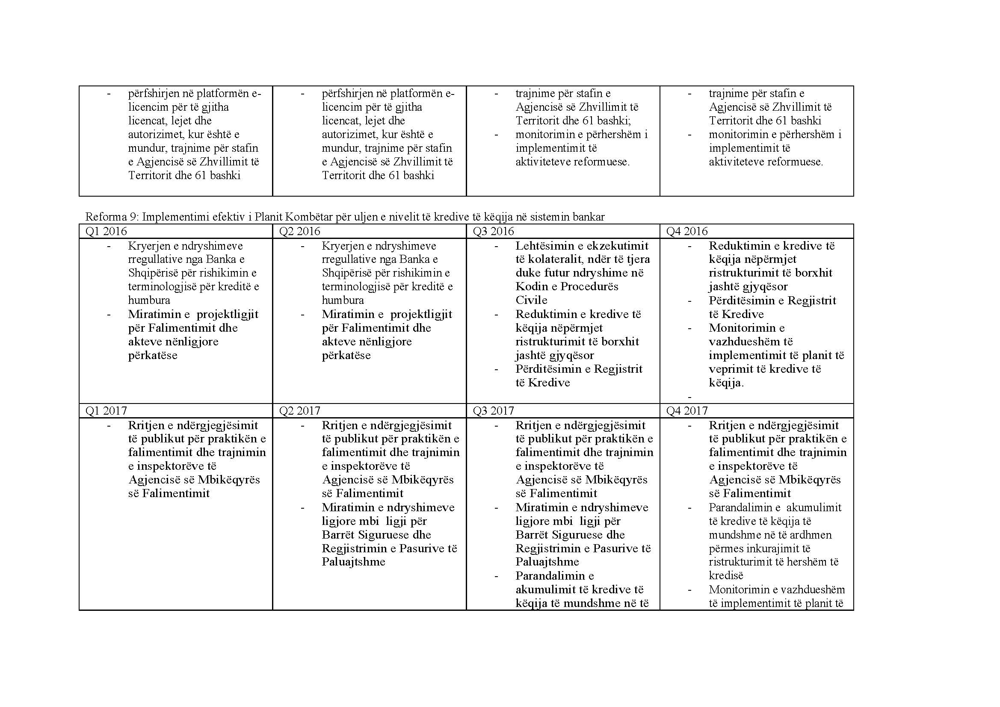 - përfshirjen në platformën e-
licencim për të gjitha
licencat, lejet dhe
autorizimet, kur është e
mundur, trajnime për stafin
e Agjencisë së Zhvillimit të
Territorit dhe 61 bashki
- përfshirjen në platformën e-
licencim për të gjitha
licencat, lejet dhe
autorizimet, kur është e
mundur, trajnime për stafin
e Agjencisë së Zhvillimit të
Territorit dhe 61 bashki
- trajnime për stafin e
Agjencisë së Zhvillimit të
Territorit dhe 61 bashki;
- monitorimin e përhershëm i
implementimit të
aktiviteteve reformuese.
- trajnime për stafin e
Agjencisë së Zhvillimit të
Territorit dhe 61 bashki
- monitorimin e përhershëm i
implementimit të
aktiviteteve reformuese.
Reforma 9: Implementimi efektiv i Planit Kombëtar për uljen e nivelit të kredive të këqija në sistemin bankar
Q1 2016
Q2 2016
Q3 2016
Q4 2016
- Kryerjen e ndryshimeve
rregullative nga Banka e
Shqipërisë për rishikimin e
terminologjisë për kreditë e
humbura
- Miratimin e  projektligjit
për Falimentimit dhe
akteve nënligjore
përkatëse
- Kryerjen e ndryshimeve
rregullative nga Banka e
Shqipërisë për rishikimin e
terminologjisë për kreditë e
humbura
- Miratimin e  projektligjit
për Falimentimit dhe
akteve nënligjore
përkatëse
- Lehtësimin e ekzekutimit
të kolateralit, ndër të tjera
duke futur ndryshime në
Kodin e Procedurës
Civile
- Reduktimin e kredive të
këqija nëpërmjet
ristrukturimit të borxhit
jashtë gjyqësor
- Përditësimin e Regjistrit
të Kredive
- Reduktimin e kredive të
këqija nëpërmjet
ristrukturimit të borxhit
jashtë gjyqësor
- Përditësimin e Regjistrit
të Kredive
- Monitorimin e
vazhdueshëm të
implementimit të planit të
veprimit të kredive të
këqija.
-
Q1 2017
Q2 2017
Q3 2017
Q4 2017
- Rritjen e ndërgjegjësimit
të publikut për praktikën e
falimentimit dhe trajnimin
e inspektorëve të
Agjencisë së Mbikëqyrës
së Falimentimit
- Rritjen e ndërgjegjësimit
të publikut për praktikën e
falimentimit dhe trajnimin
e inspektorëve të
Agjencisë së Mbikëqyrës
së Falimentimit
- Miratimin e ndryshimeve
ligjore mbi  ligji për
Barrët Siguruese dhe
Regjistrimin e Pasurive të
Paluajtshme
- Rritjen e ndërgjegjësimit
të publikut për praktikën e
falimentimit dhe trajnimin
e inspektorëve të
Agjencisë së Mbikëqyrës
së Falimentimit
- Miratimin e ndryshimeve
ligjore mbi  ligji për
Barrët Siguruese dhe
Regjistrimin e Pasurive të
Paluajtshme
- Parandalimin e
akumulimit të kredive të
këqija të mundshme në të
- Rritjen e ndërgjegjësimit
të publikut për praktikën e
falimentimit dhe trajnimin
e inspektorëve të
Agjencisë së Mbikëqyrës
së Falimentimit
- Parandalimin e  akumulimit
të kredive të këqija të
mundshme në të ardhmen
përmes inkurajimit të
ristrukturimit të hershëm të
kredisë
- Monitorimin e vazhdueshëm
të implementimit të planit të